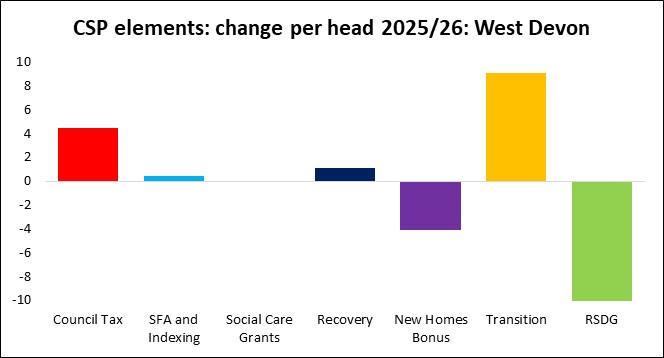 CSP elements: change per head 2025/26: West Devon
10
8
6
4
2
0
-2
-4
-6
-8
-10
Council Tax
SFA and
Indexing
Social Care
Grants
Recovery
New Homes
Bonus
Transition
RSDG